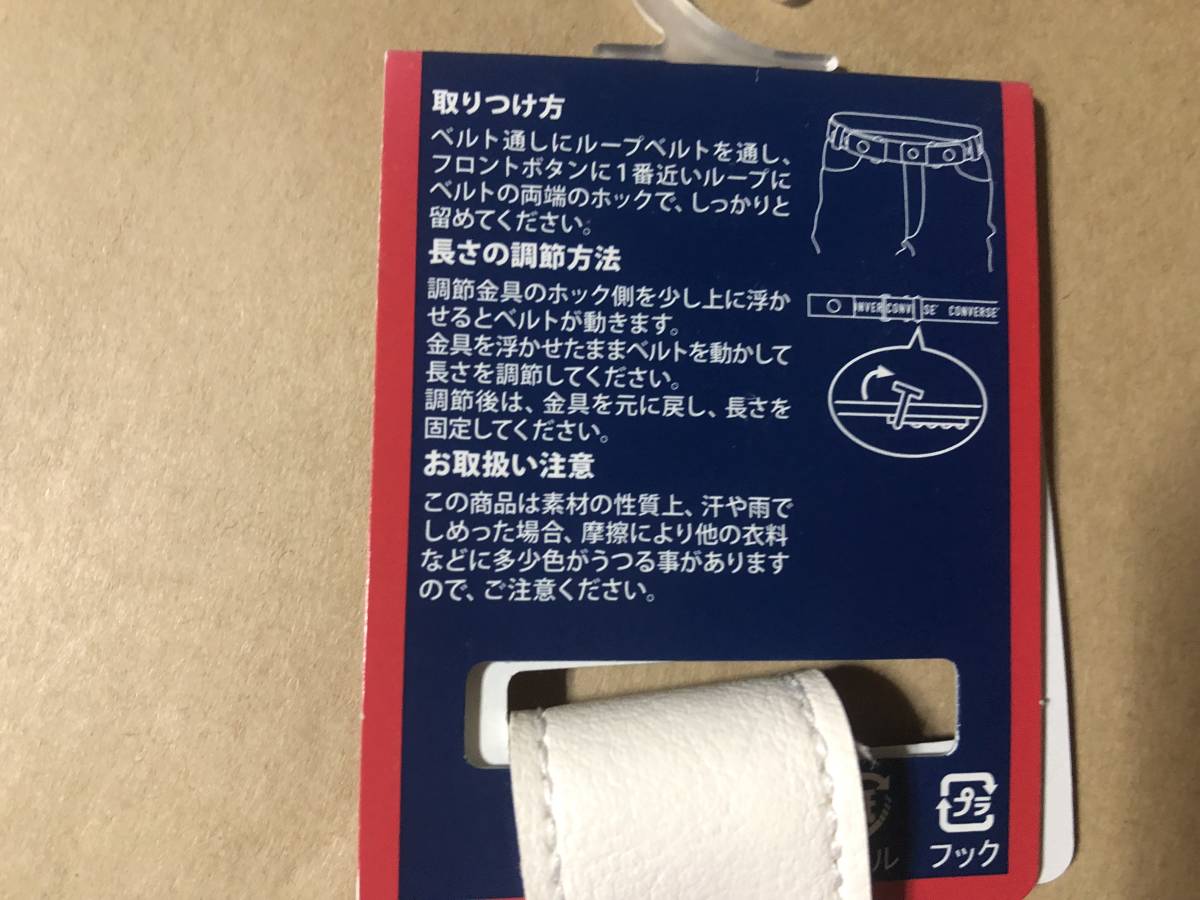 取りつけ方
ベルト通しにループベルトを通し、
フロントボタンに1番近いループに
ベルトの両端のホックで、しっかりと
留めてください。
長さの調節方法
調節金具のホック側を少し上に浮か
せるとベルトが動きます。
金具を浮かせたままベルトを動かして
長さを調節してください。
調節後は、金具を元に戻し、長さを
固定してください。
お取扱い注意
この商品は素材の性質上、汗や雨で
しめった場合、摩擦により他の衣料
などに多少色がうつる事があります
ので、ご注意ください。
NVER CONV SE' CONVERSE'
プラ
フック
ル